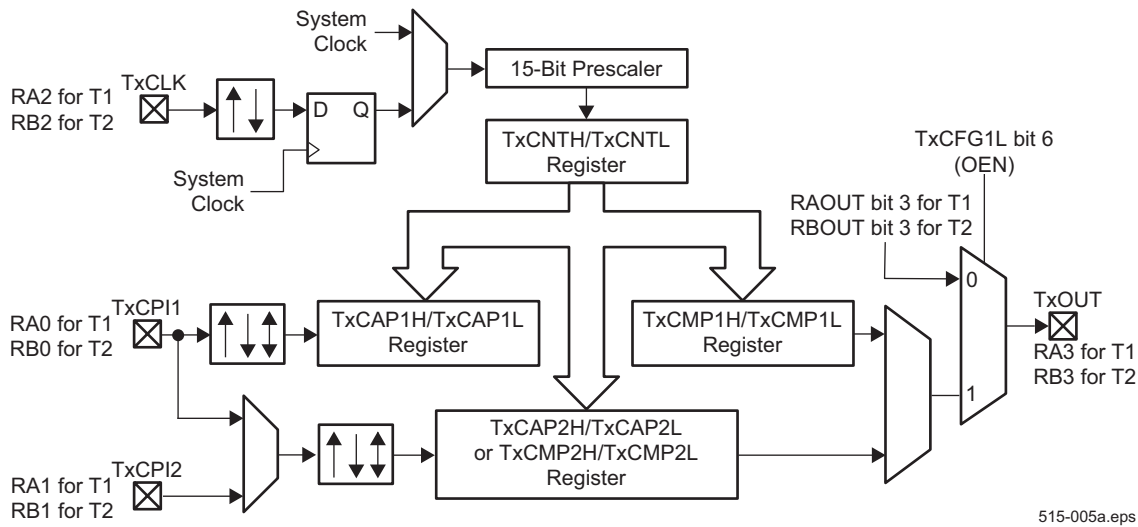 System
Clock
15-Bit Prescaler
TxCLK
RA2 for T1
RB2 for T2
D Q
System
Clock
TxCNTH/TxCNTL
Register
TxCFG1L bit 6
(OEN)
RAOUT bit 3 for T1
RBOUT bit 3 for T2
0
TxOUT
RA3 for T1
RB3 for T2
1
TxCPI1
RA0 for T1
RB0 for T2
TxCAP1H/TxCAP1L
Register
TxCMP1H/TxCMP1L
Register
TxCAP2H/TxCAP2L
or TxCMP2H/TxCMP2L
Register
TxCPI2
RA1 for T1
RB1 for T2
515-005a.eps